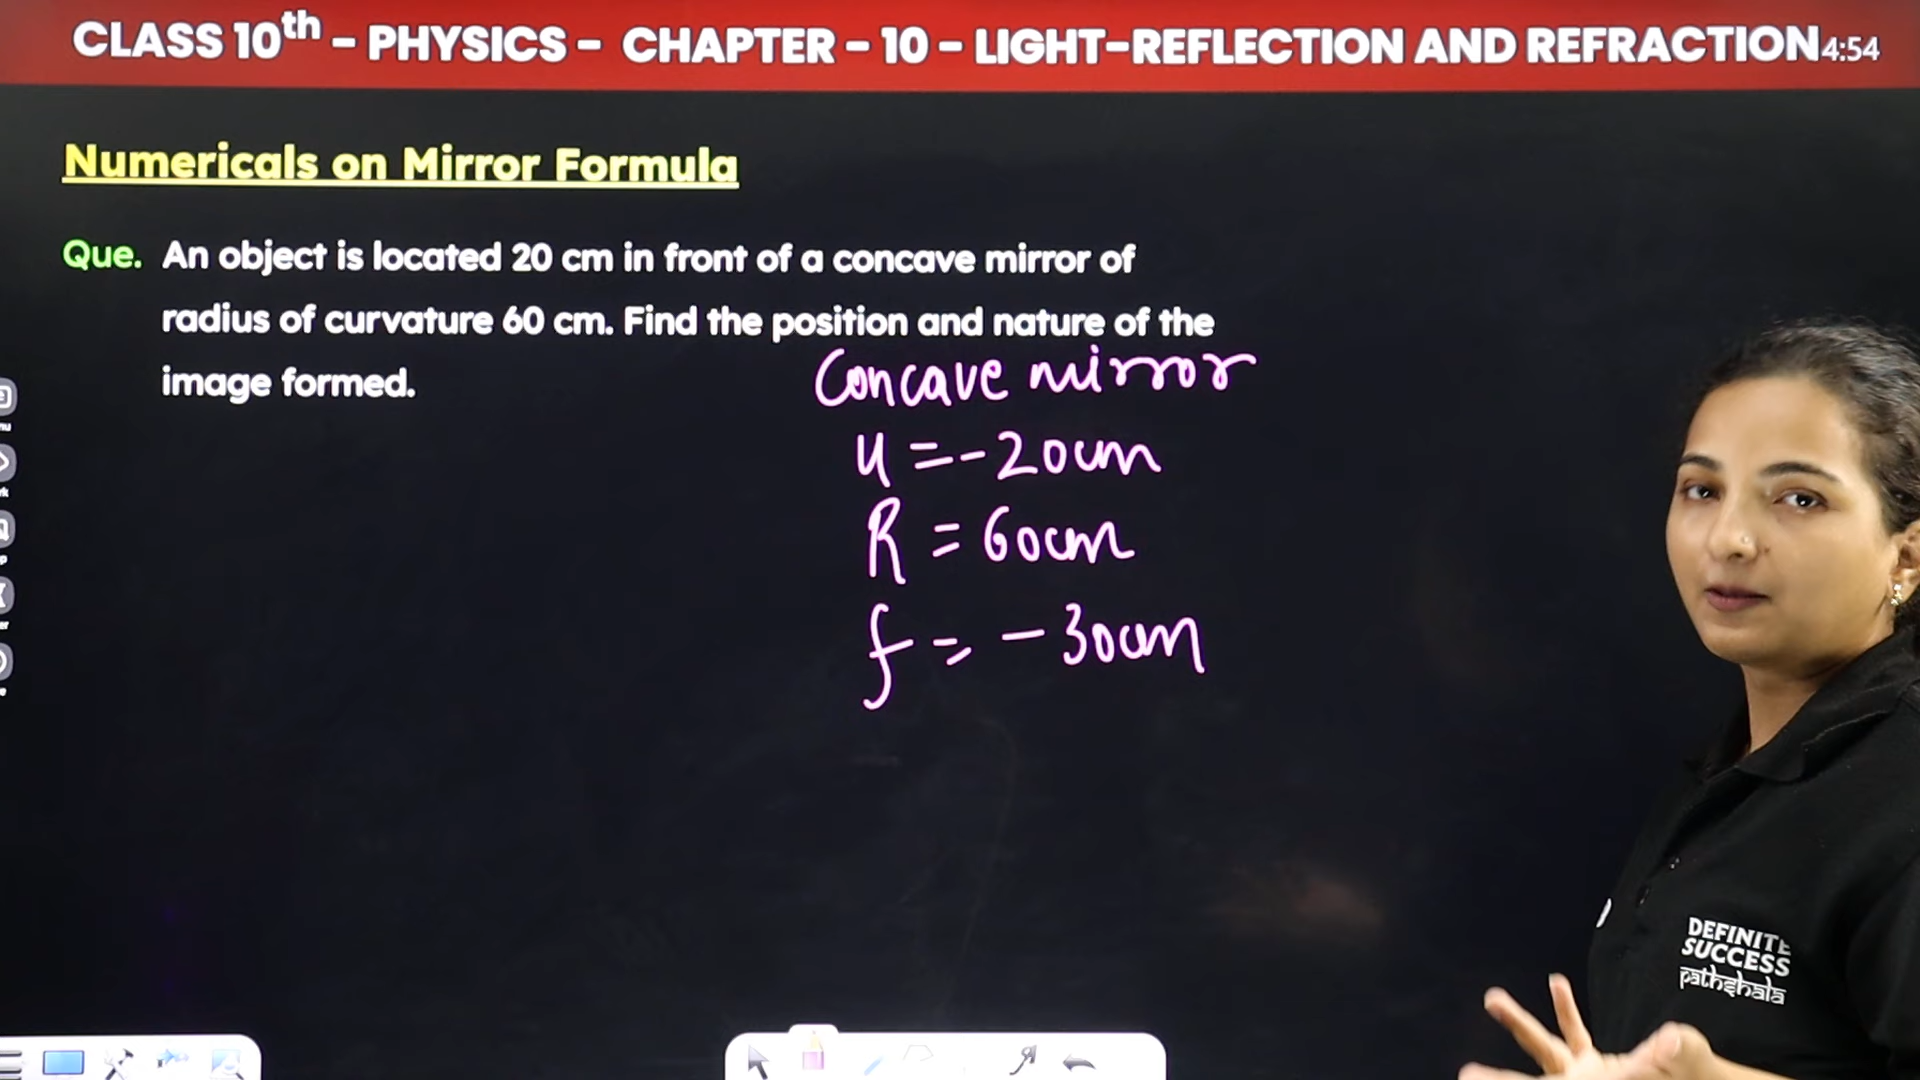 CLASS 10th - PHYSICS - CHAPTER - 10 - LIGHT-REFLECTION AND REFRACTION
4:54
Numericals on Mirror Formula
Que. An object is located 20 cm in front of a concave mirror of
radius of curvature 60 cm. Find the position and nature of the
image formed.
Concave mirror
u = -20cm
R = 60cm
f = -30cm
DEFINITE
SUCCESS
pathshala